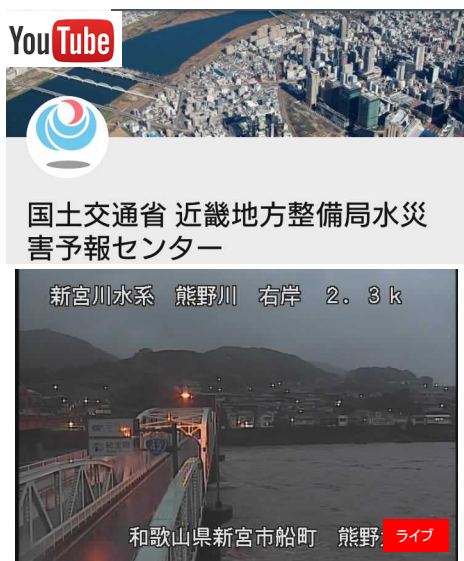 YouTube
国土交通省 近畿地方整備局水災
害予報センター
新宮川水系 熊野川 右岸 2.3k
和歌山県新宮市船町 熊野
ライブ